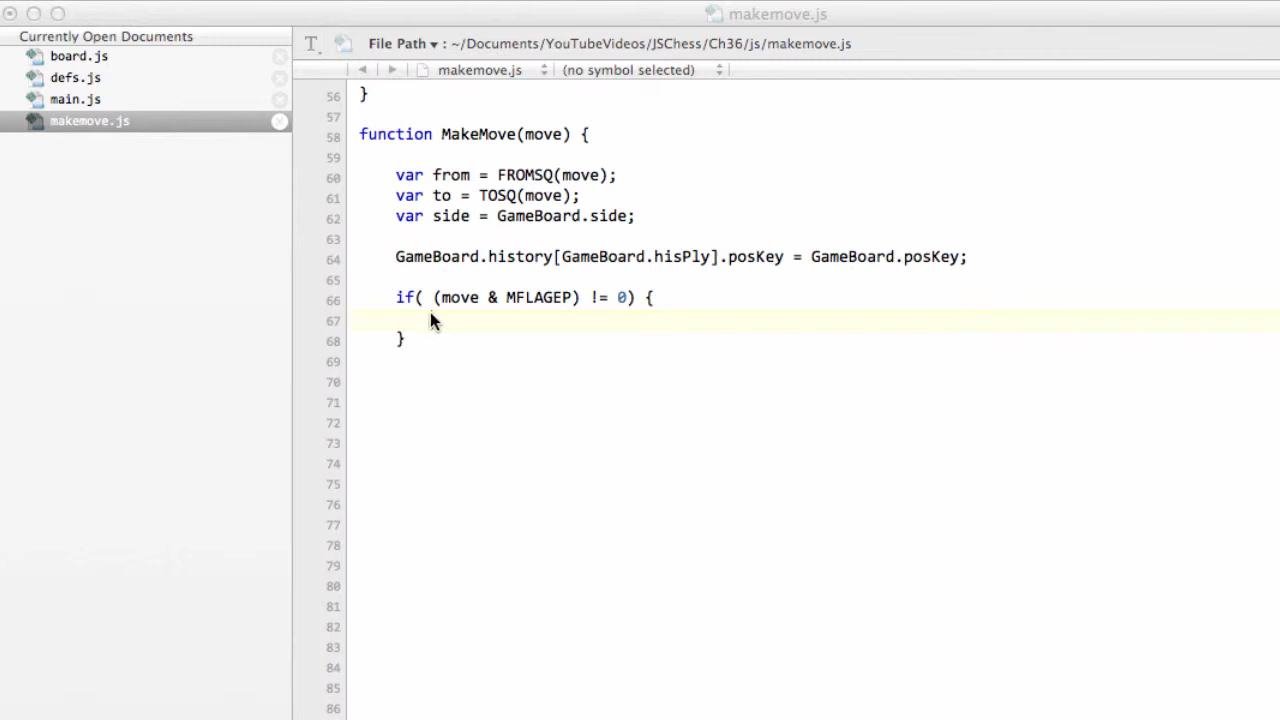 makemove.js
Currently Open Documents
board.js
defs.js
main.js
makemove.js
T. File Path ▾ : ~/Documents/YouTubeVideos/JSChess/Ch36/js/makemove.js
makemove.js (no symbol selected)
56 }
57
58 function MakeMove(move) {
59
60 var from = FROMSQ(move);
61 var to = TOSQ(move);
62 var side = GameBoard.side;
63
64 GameBoard.history[GameBoard.hisPly].posKey = GameBoard.posKey;
65
66 if( (move & MFLAGEP) != 0) {
67
68 }
69
70
71
72
73
74
75
76
77
78
79
80
81
82
83
84
85
86